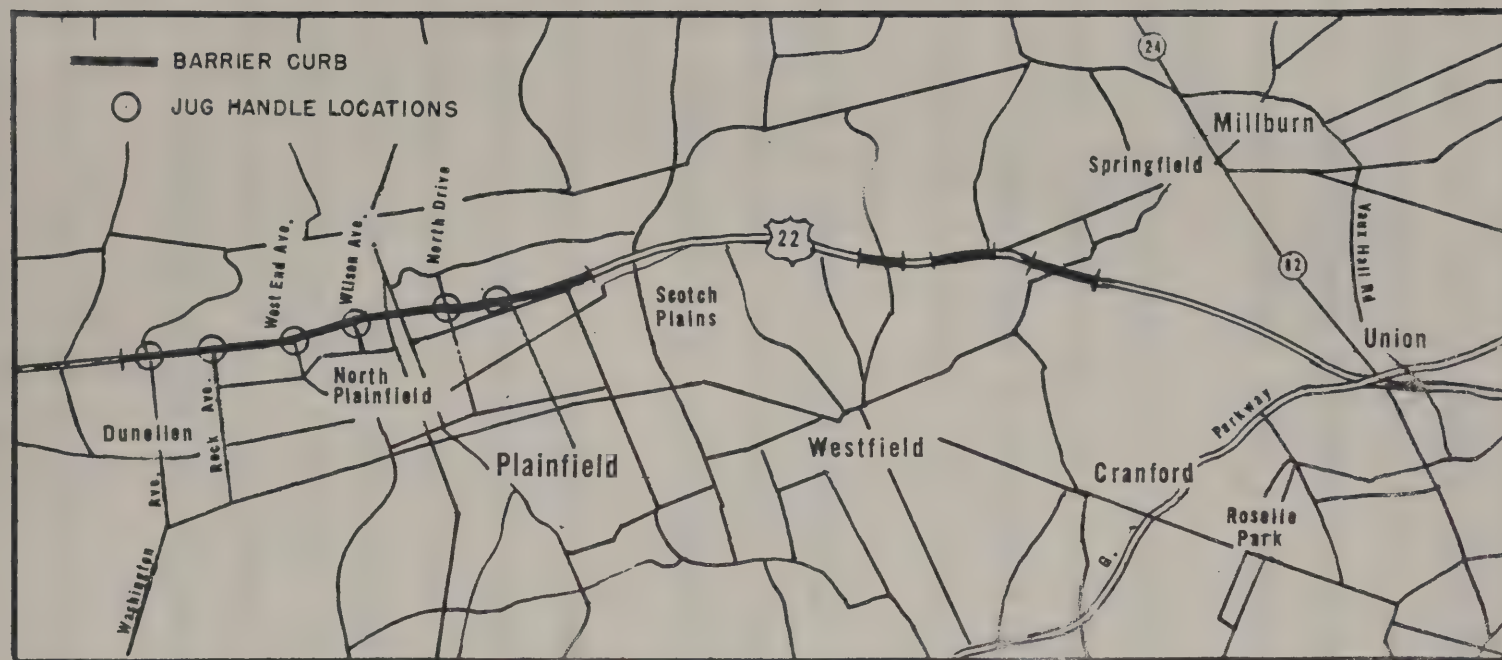 BARRIER CURB
JUG HANDLE LOCATIONS
24
Millburn
Springfield
Vaux Hall Rd
82
Union
22
North Drive
Wilson Ave.
West End Ave.
Scotch
Plains
North
Plainfield
Dunellen
Rock Ave.
Washington Ave.
Plainfield
Westfield
Cranford
G. Parkway
Roselle
Park